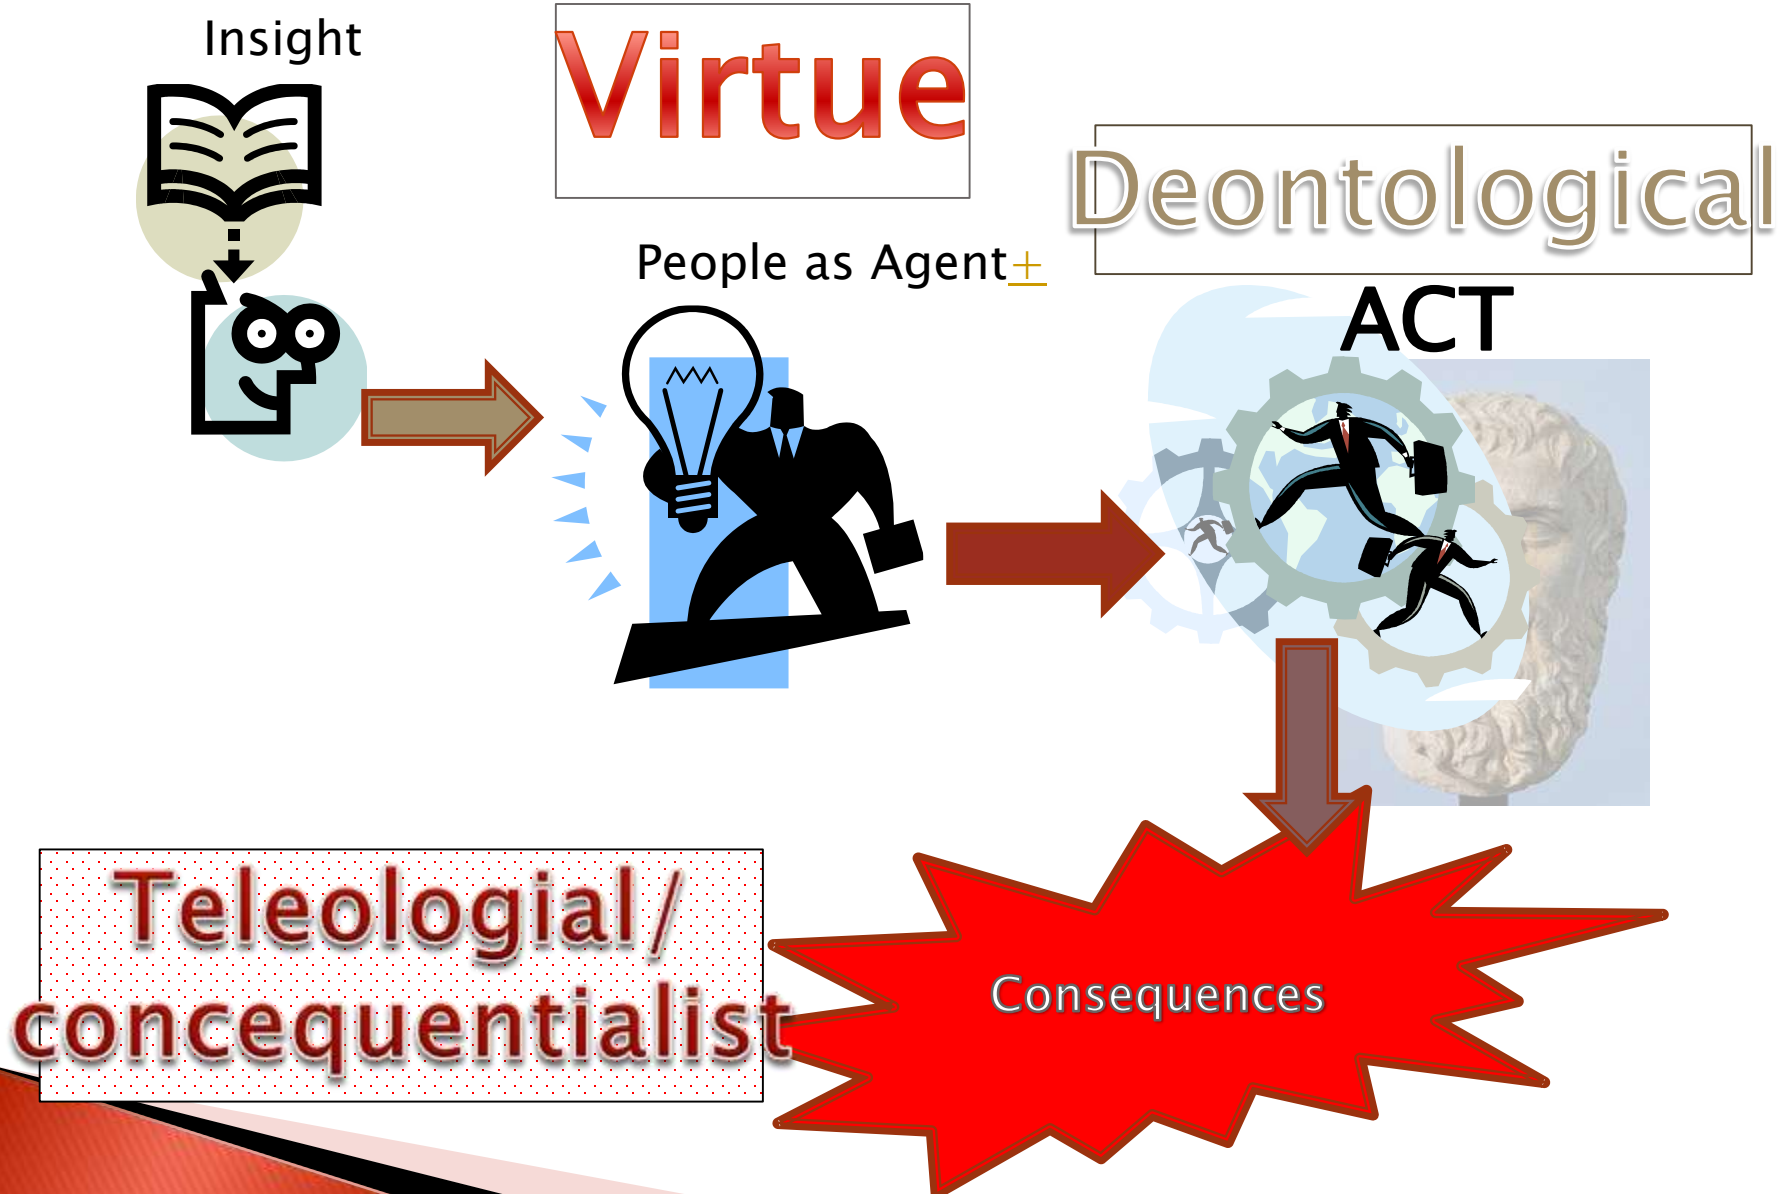 Insight
Virtue
Deontological
People as Agent+
ACT
Teleologial/
concequentialist
Consequences